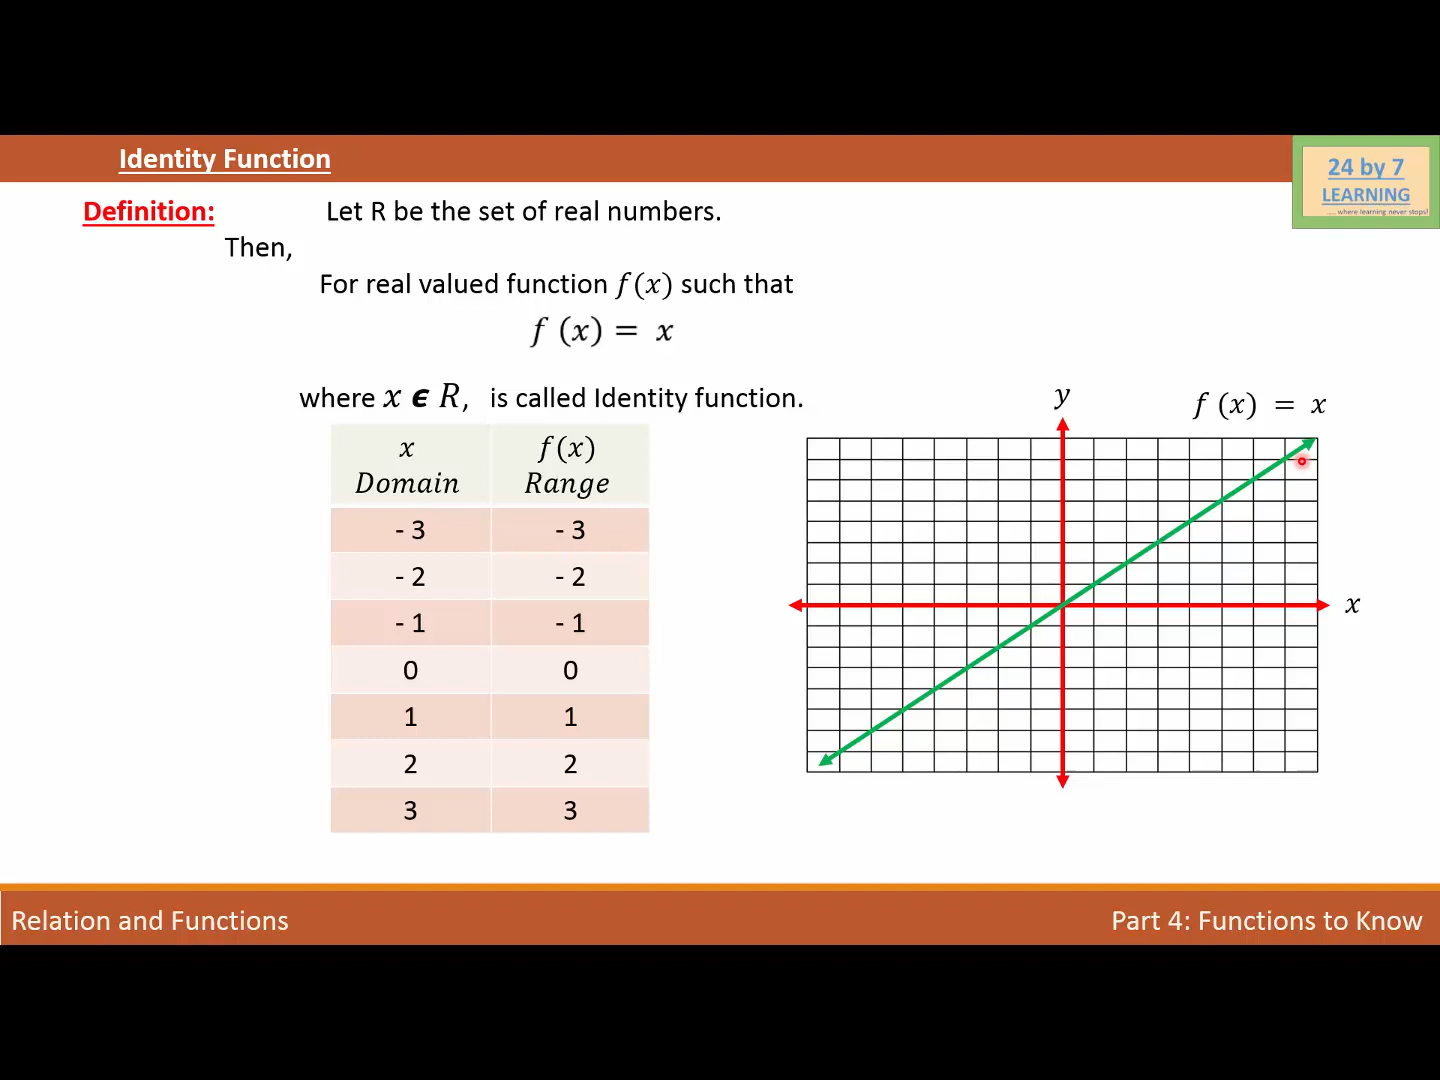 Identity Function
24 by 7
LEARNING
.... where learning never stops!
Definition: Let R be the set of real numbers.
Then,
For real valued function f(x) such that
f (x) = x
where x ϵ R, is called Identity function.
x f(x)
Domain Range
- 3 - 3
- 2 - 2
- 1 - 1
0 0
1 1
2 2
3 3
y
f (x) = x
x
Relation and Functions
Part 4: Functions to Know